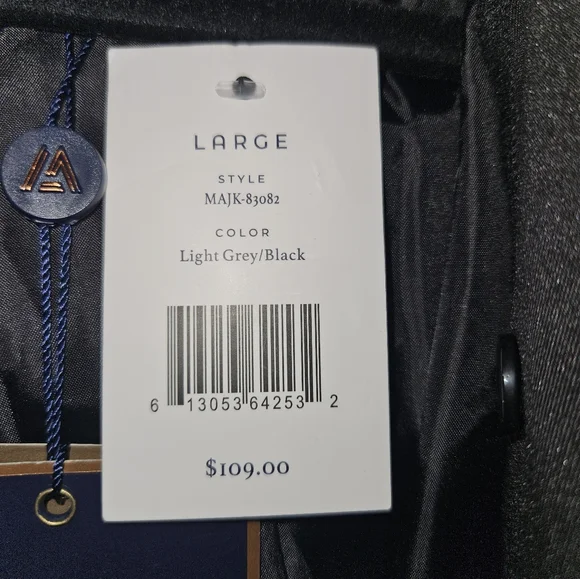 LARGE
STYLE
MAJK-83082
COLOR
Light Grey/Black
6 13053 64253 2
$109.00